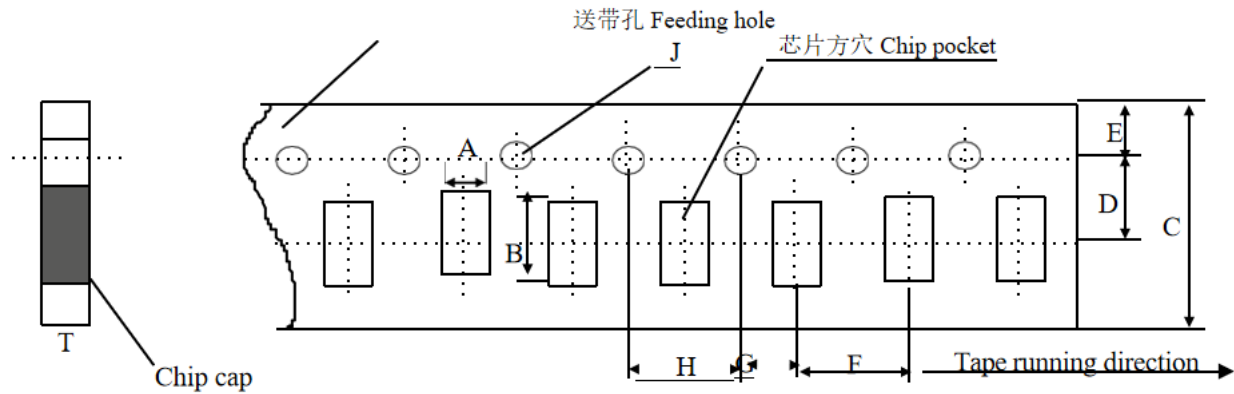 送带孔 Feeding hole
J
芯片方穴 Chip pocket
E
A
D
C
B
T
H
G
F
Tape running direction
Chip cap